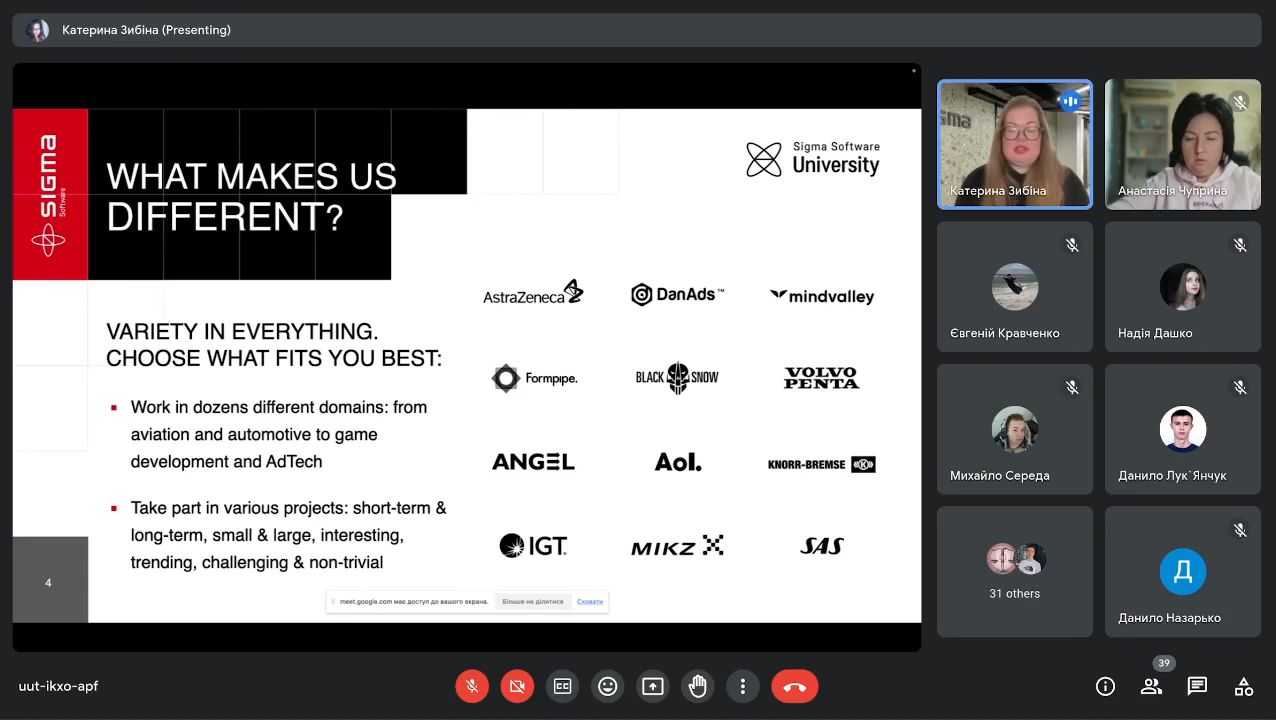 Катерина Зибіна (Presenting)
SIGMA
Software
WHAT MAKES US
DIFFERENT?
Sigma Software
University
VARIETY IN EVERYTHING.
CHOOSE WHAT FITS YOU BEST:
Work in dozens different domains: from
aviation and automotive to game
development and AdTech
Take part in various projects: short-term &
long-term, small & large, interesting,
trending, challenging & non-trivial
AstraZeneca
DanAds™
mindvalley
Formpipe.
BLACK SNOW
VOLVO
PENTA
ANGEL
Aol.
KNORR-BREMSE
IGT
MIKZ
SAS
4
meet.google.com має доступ до вашого екрана.
Більше не ділитися
Сховати
Катерина Зибіна
Анастасія Чуприна
Євгеній Кравченко
Надія Дашко
Михайло Середа
Данило Лук`Янчук
31 others
Д
Данило Назарько
uut-ikxo-apf
39